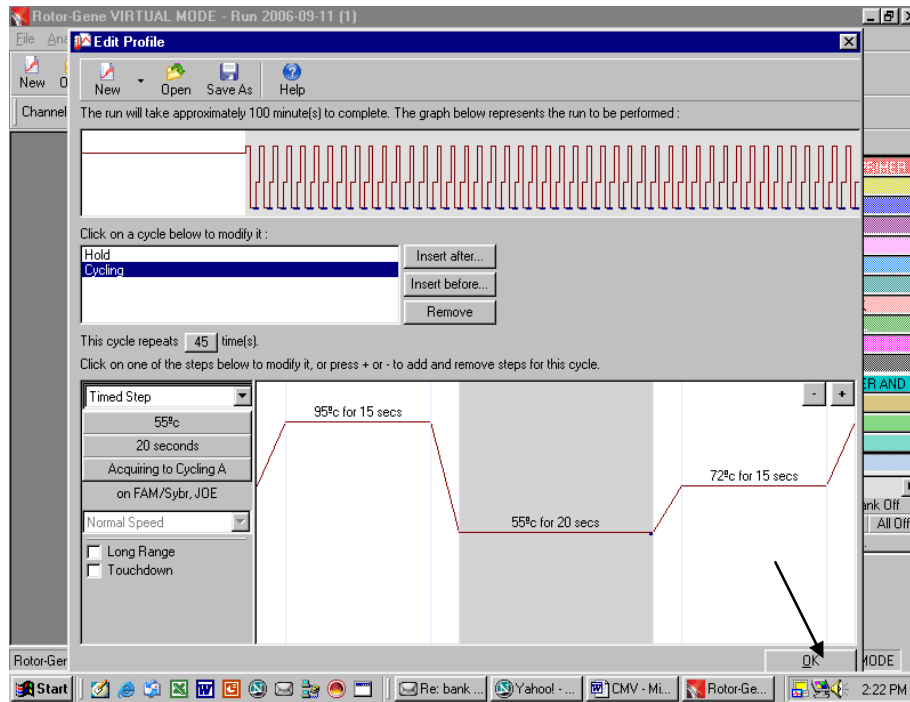 Rotor-Gene VIRTUAL MODE - Run 2006-09-11 (1)
File Ana
Edit Profile
New
New Open Save As Help
Channel
The run will take approximately 100 minute(s) to complete. The graph below represents the run to be performed :
Click on a cycle below to modify it :
Hold
Cycling
Insert after...
Insert before...
Remove
This cycle repeats 45 time(s).
Click on one of the steps below to modify it, or press + or - to add and remove steps for this cycle.
Timed Step
- +
55ºc
20 seconds
Acquiring to Cycling A
on FAM/Sybr, JOE
Normal Speed
Long Range
Touchdown
95ºc for 15 secs
55ºc for 20 secs
72ºc for 15 secs
ER AND
ank Off
All Off
OK
Rotor-Ger
MODE
Start
Re: bank ... Yahoo! - ... CMV - Mi... Rotor-Ge... 2:22 PM